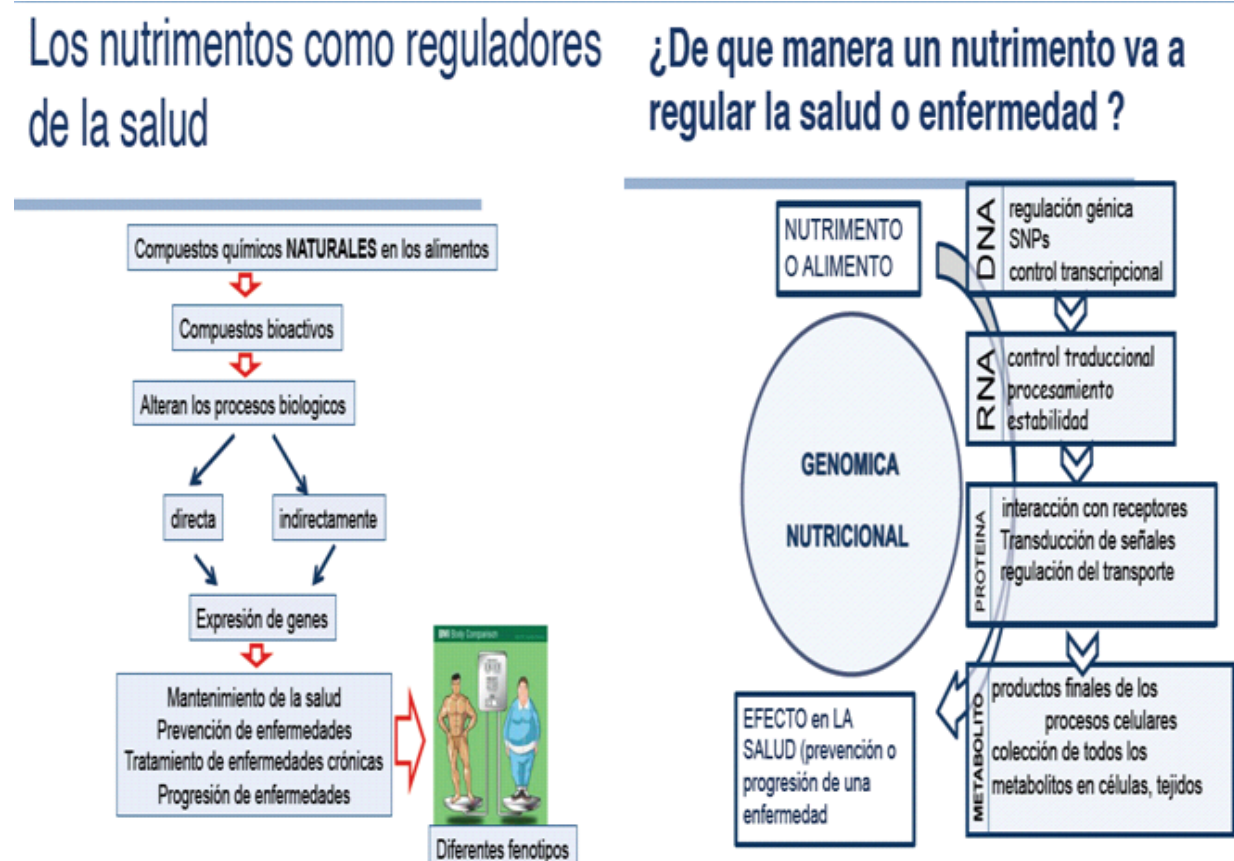 Los nutrimentos como reguladores
de la salud
Compuestos químicos NATURALES en los alimentos
Compuestos bioactivos
Alteran los procesos biologicos
directa
indirectamente
Expresión de genes
Mantenimiento de la salud
Prevención de enfermedades
Tratamiento de enfermedades crónicas
Progresión de enfermedades
BMI Body Comparison
Diferentes fenotipos
¿De que manera un nutrimento va a
regular la salud o enfermedad ?
NUTRIMENTO
O ALIMENTO
GENOMICA
NUTRICIONAL
EFECTO en LA
SALUD (prevención o
progresión de una
enfermedad
DNA
regulación génica
SNPs
control transcripcional
RNA
control traduccional
procesamiento
estabilidad
PROTEINA
interacción con receptores
Transducción de señales
regulación del transporte
METABOLITO
productos finales de los
procesos celulares
colección de todos los
metabolitos en células, tejidos